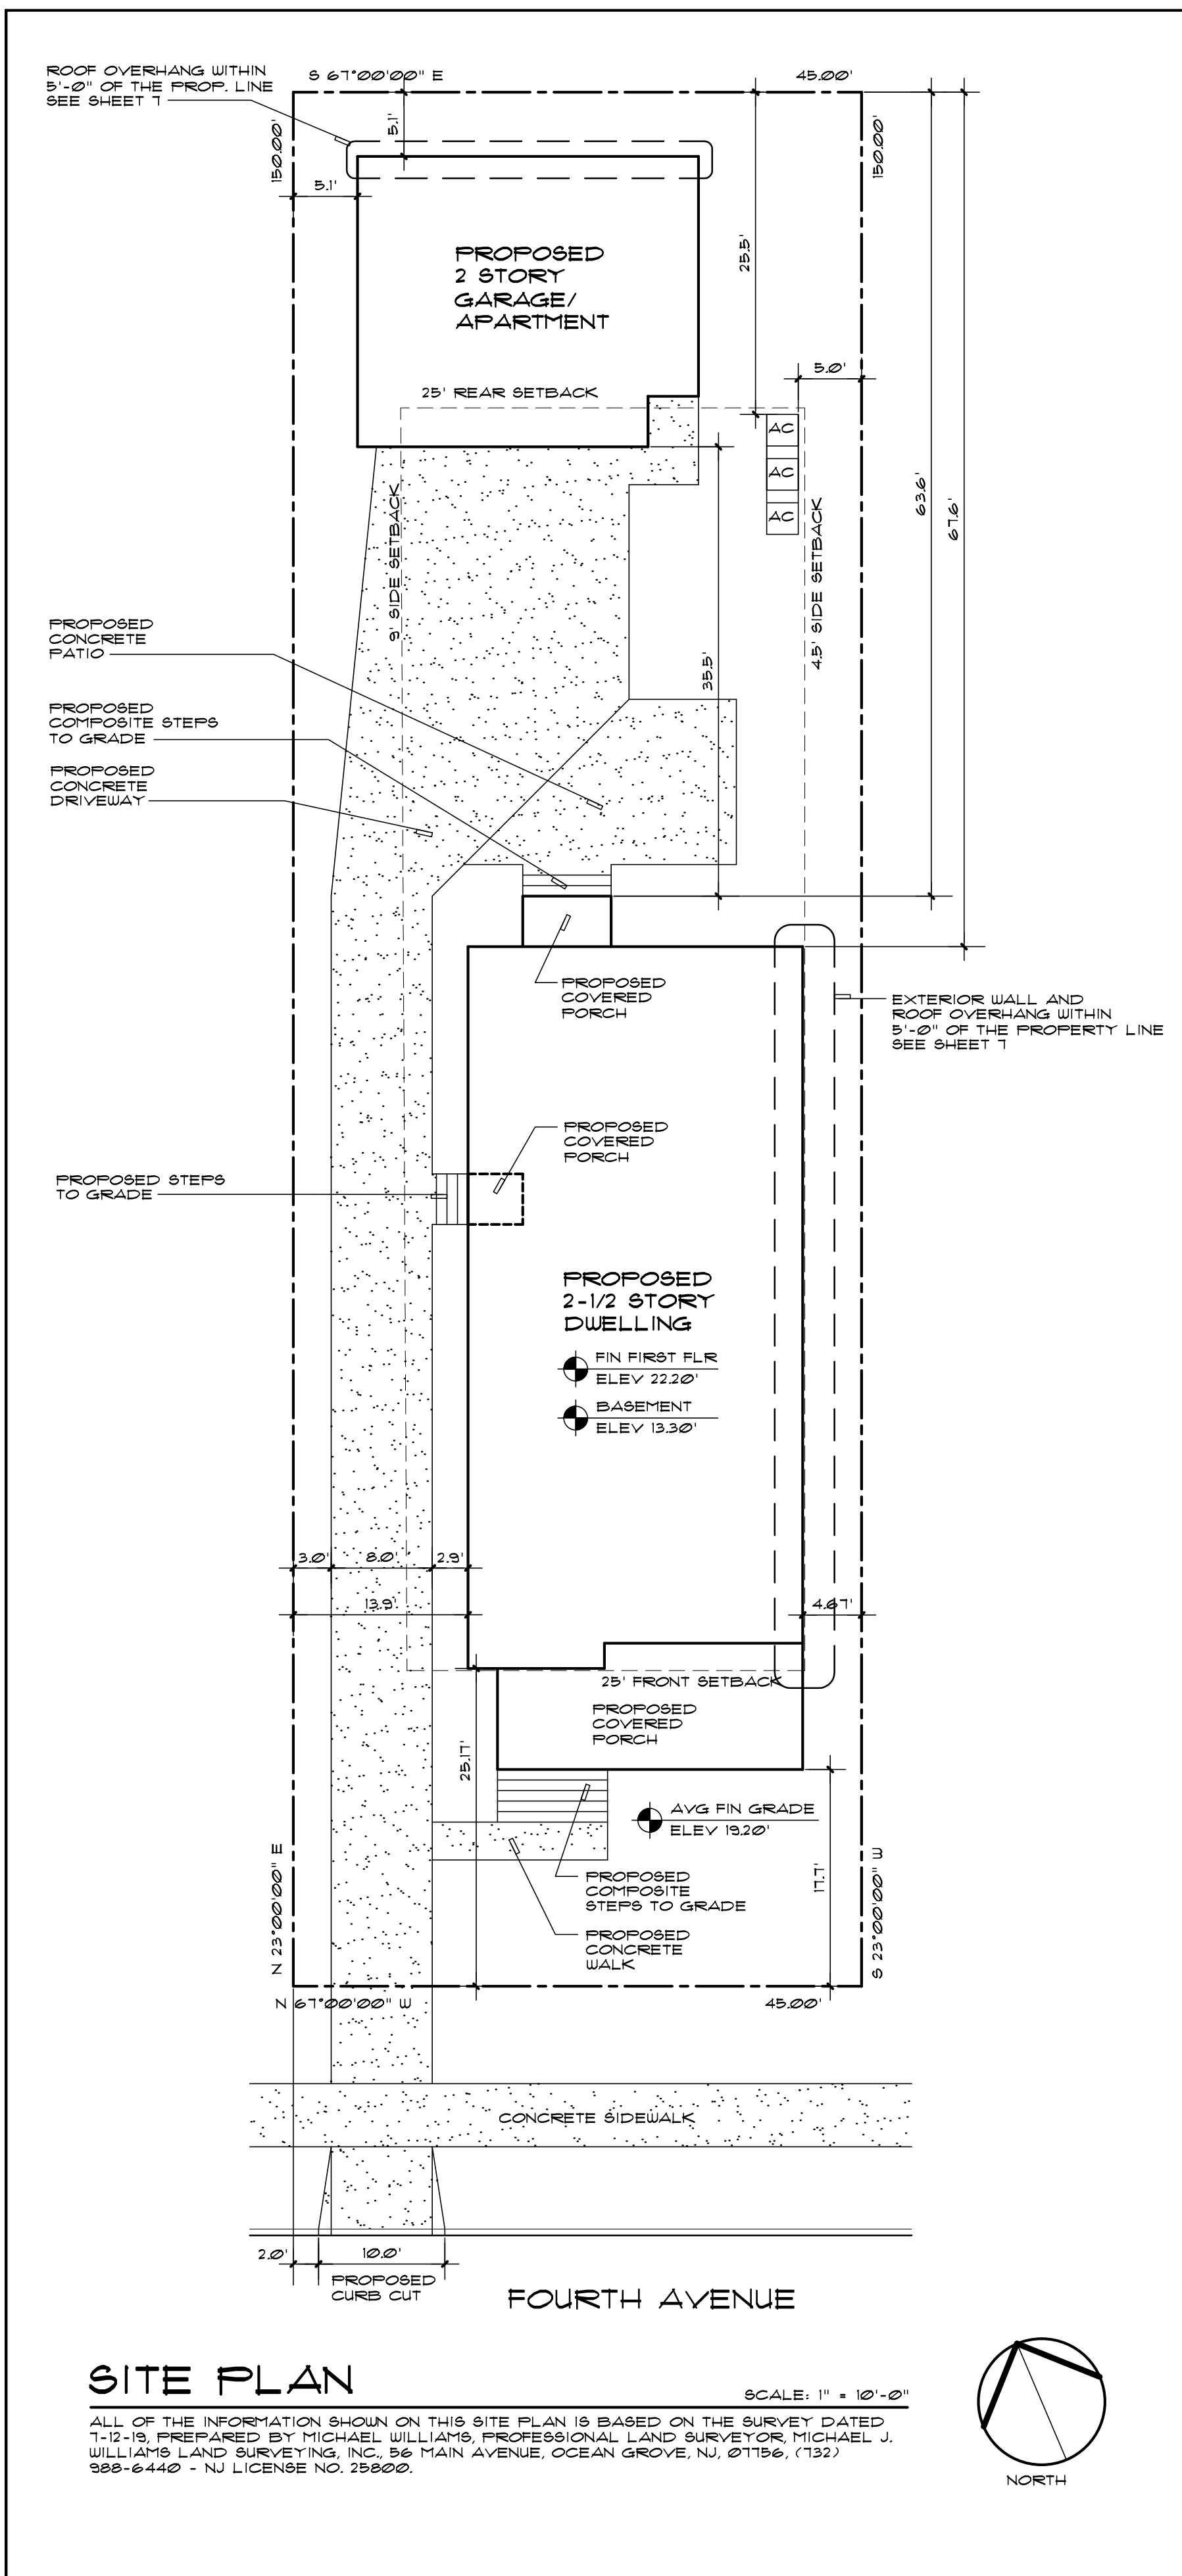 ROOF OVERHANG WITHIN
5'-0" OF THE PROP. LINE
SEE SHEET 7
S 67°00'00" E
45.00'
150.00'
150.00'
5.1'
5.1'
PROPOSED
2 STORY
GARAGE/
APARTMENT
25.5'
5.0'
25' REAR SETBACK
AC
AC
AC
63.6'
67.6'
9' SIDE SETBACK
4.5' SIDE SETBACK
35.5'
PROPOSED
CONCRETE
PATIO
PROPOSED
COMPOSITE STEPS
TO GRADE
PROPOSED
CONCRETE
DRIVEWAY
PROPOSED
COVERED
PORCH
EXTERIOR WALL AND
ROOF OVERHANG WITHIN
5'-0" OF THE PROPERTY LINE
SEE SHEET 7
PROPOSED
COVERED
PORCH
PROPOSED STEPS
TO GRADE
PROPOSED
2-1/2 STORY
DWELLING
FIN FIRST FLR
ELEV 22.20'
BASEMENT
ELEV 13.30'
3.0'
8.0'
2.9'
13.9'
4.67'
25' FRONT SETBACK
PROPOSED
COVERED
PORCH
25.17'
AVG FIN GRADE
ELEV 19.20'
17.7'
PROPOSED
COMPOSITE
STEPS TO GRADE
PROPOSED
CONCRETE
WALK
N 23°00'00" E
S 23°00'00" W
N 67°00'00" W
45.00'
CONCRETE SIDEWALK
2.0'
10.0'
PROPOSED
CURB CUT
FOURTH AVENUE
SITE PLAN
SCALE: 1" = 10'-0"
ALL OF THE INFORMATION SHOWN ON THIS SITE PLAN IS BASED ON THE SURVEY DATED
7-12-19, PREPARED BY MICHAEL WILLIAMS, PROFESSIONAL LAND SURVEYOR, MICHAEL J.
WILLIAMS LAND SURVEYING, INC., 56 MAIN AVENUE, OCEAN GROVE, NJ, 07756, (732)
988-6440 - NJ LICENSE NO. 25800.
NORTH